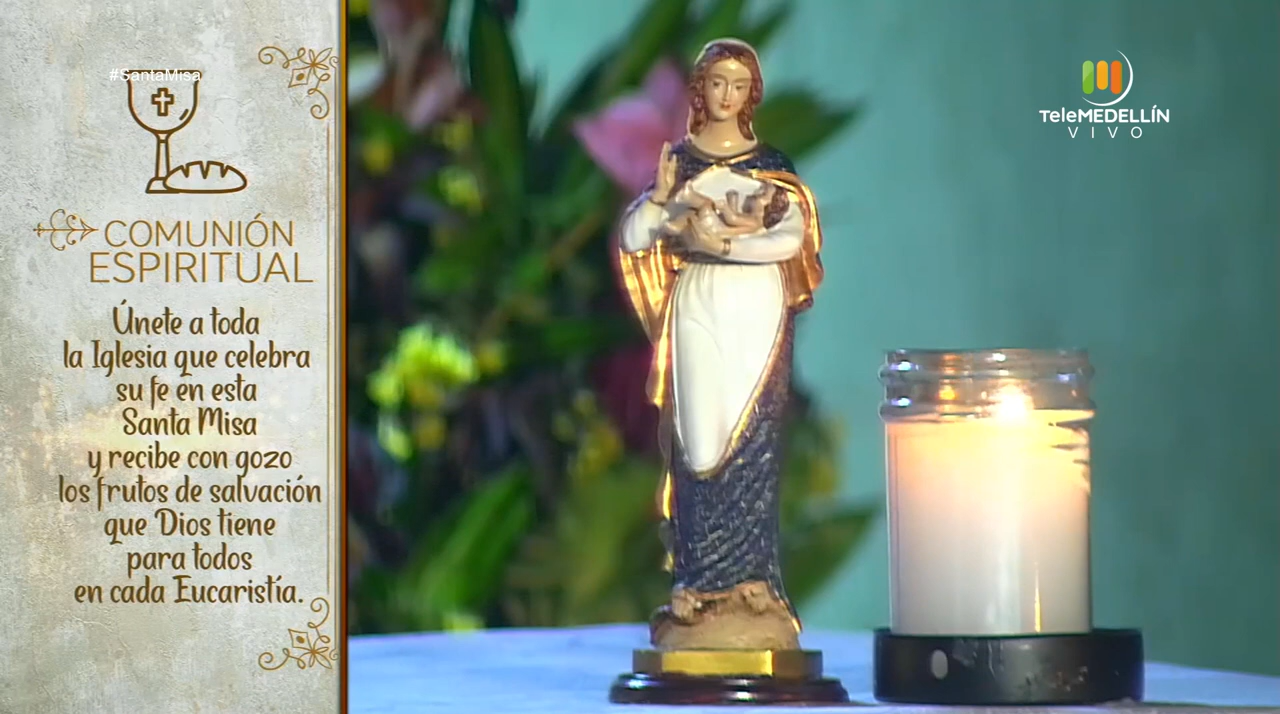 #SantaMisa
COMUNIÓN
ESPIRITUAL
Únete a toda
la Iglesia que celebra
su fe en esta
Santa Misa
y recibe con gozo
los frutos de salvación
que Dios tiene
para todos
en cada Eucaristía.
TeleMEDELLÍN
VIVO